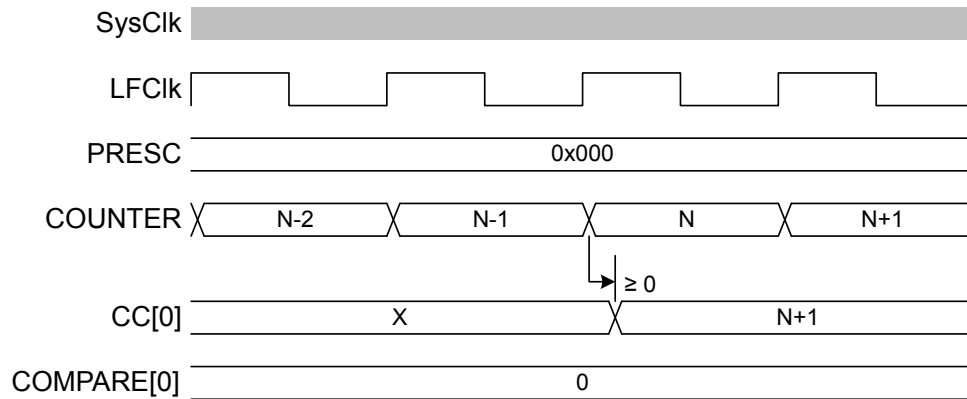 SysClk
LFClk
PRESC 0x000
COUNTER N-2 N-1 N N+1
≥ 0
CC[0] X N+1
COMPARE[0] 0